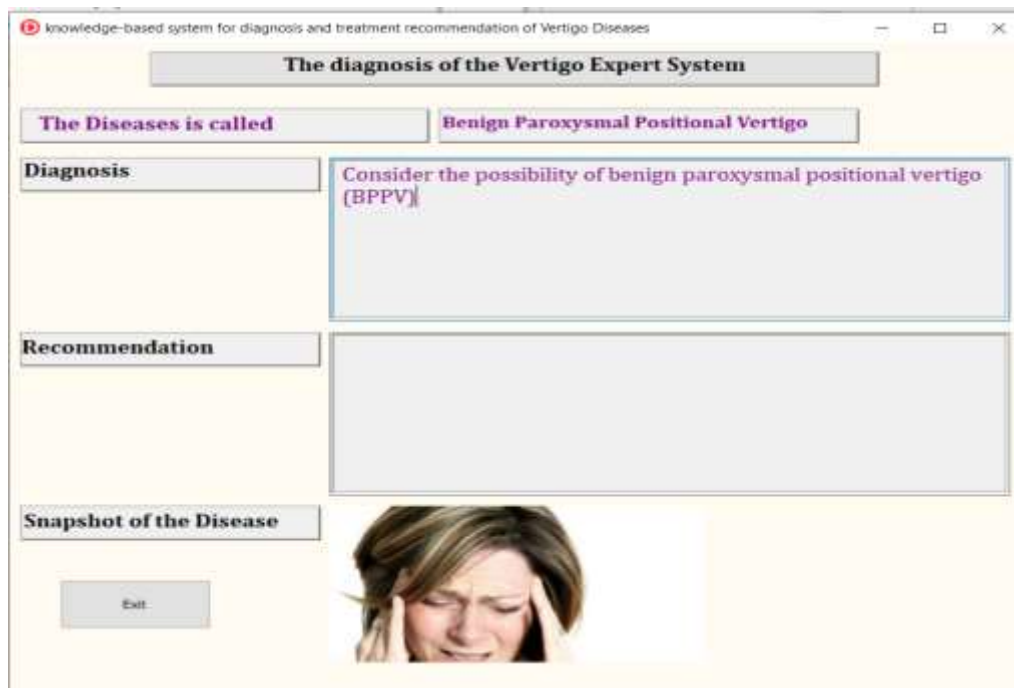 knowledge-based system for diagnosis and treatment recommendation of Vertigo Diseases
The diagnosis of the Vertigo Expert System
The Diseases is called
Benign Paroxysmal Positional Vertigo
Diagnosis
Consider the possibility of benign paroxysmal positional vertigo
(BPPV)
Recommendation
Snapshot of the Disease
Exit